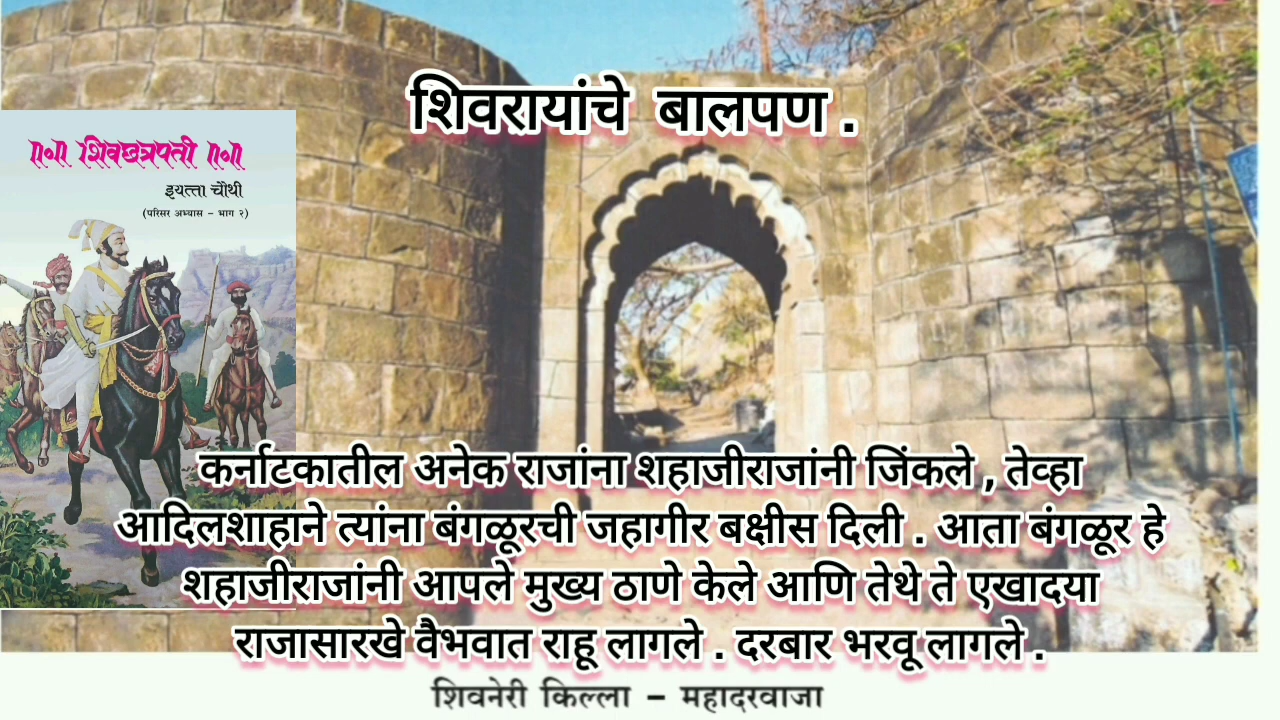 शिवरायांचे बालपण .
॥०॥ शिवछत्रपती ॥०॥
इयत्ता चौथी
(परिसर अभ्यास - भाग २)
कर्नाटकातील अनेक राजांना शहाजीराजांनी जिंकले , तेव्हा
आदिलशाहाने त्यांना बंगळूरची जहागीर बक्षीस दिली . आता बंगळूर हे
शहाजीराजांनी आपले मुख्य ठाणे केले आणि तेथे ते एखादया
राजासारखे वैभवात राहू लागले . दरबार भरवू लागले .
शिवनेरी किल्ला – महादरवाजा